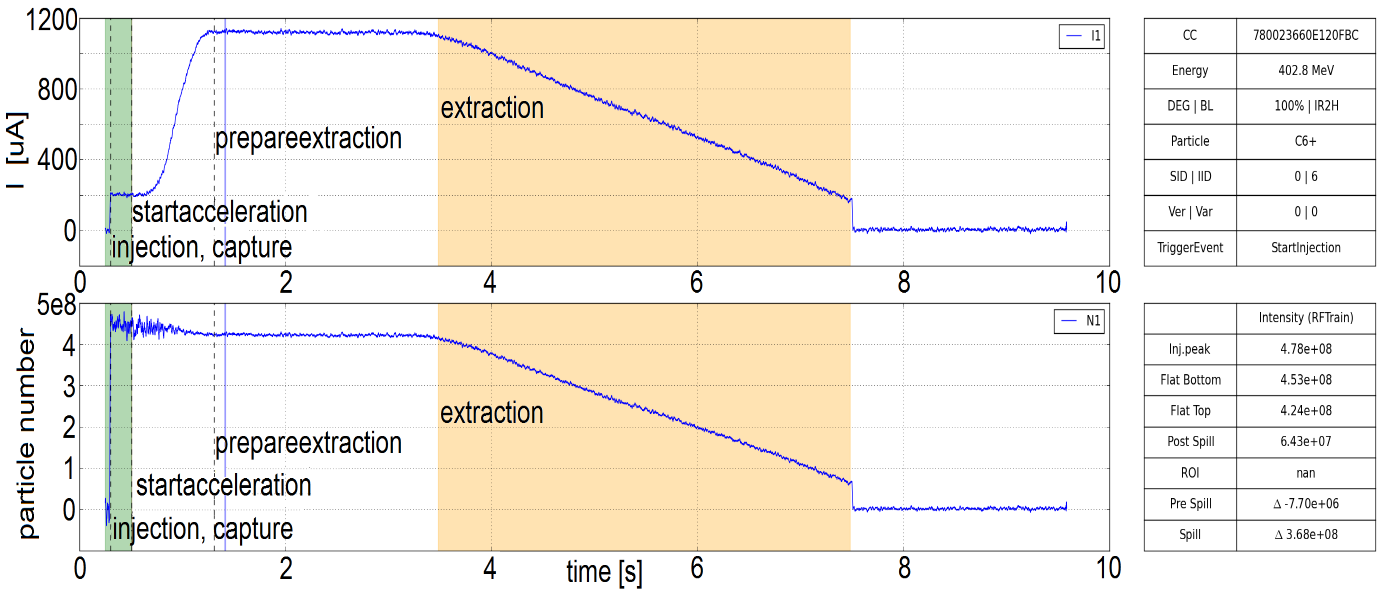 1200
800
400
0
I [uA]
I1
extraction
prepareextraction
startacceleration
injection, capture
0 2 4 6 8 10
CC 780023660E120FBC
Energy 402.8 MeV
DEG | BL 100% | IR2H
Particle C6+
SID | IID 0 | 6
Ver | Var 0 | 0
TriggerEvent StartInjection
5e8
4
3
2
1
0
particle number
N1
extraction
prepareextraction
startacceleration
injection, capture
0 2 4 6 8 10
time [s]
Intensity (RFTrain)
Inj.peak 4.78e+08
Flat Bottom 4.53e+08
Flat Top 4.24e+08
Post Spill 6.43e+07
ROI nan
Pre Spill Δ -7.70e+06
Spill Δ 3.68e+08